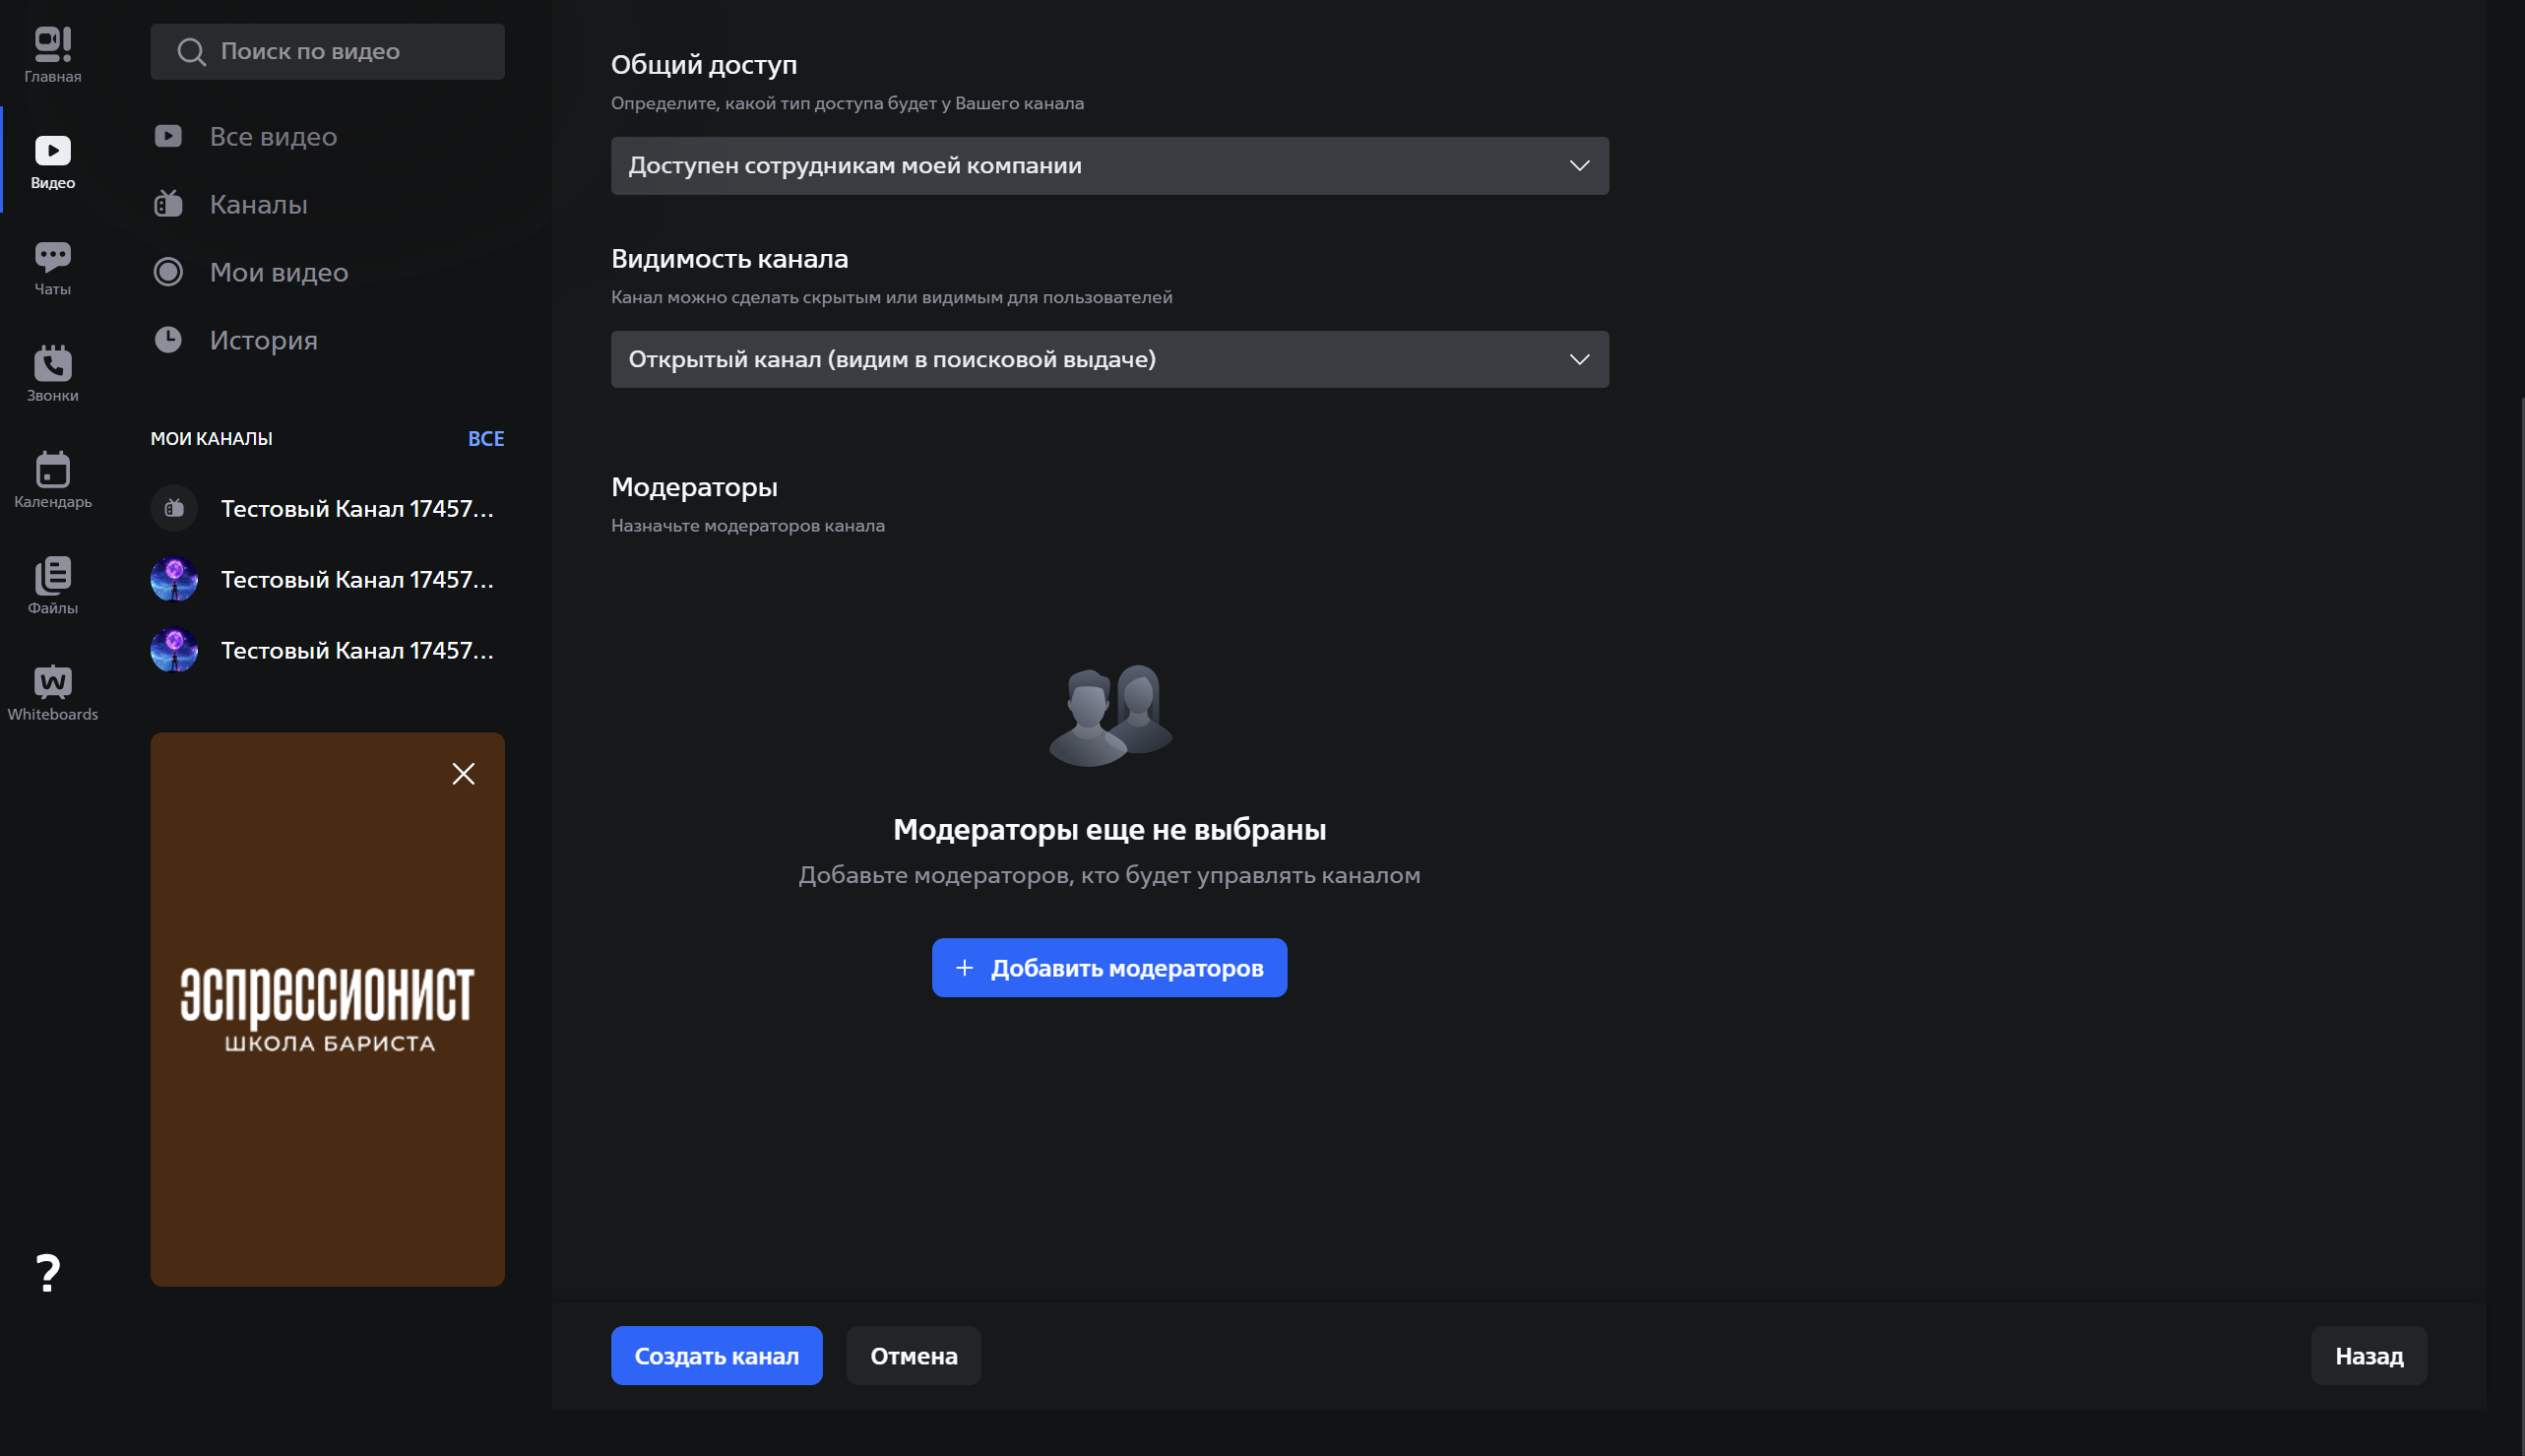 Главная
Видео
Чаты
Звонки
Календарь
Файлы
Whiteboards
?
Поиск по видео
Все видео
Каналы
Мои видео
История
МОИ КАНАЛЫ ВСЕ
Тестовый Канал 17457...
Тестовый Канал 17457...
Тестовый Канал 17457...
эспрессионист
ШКОЛА БАРИСТА
Общий доступ
Определите, какой тип доступа будет у Вашего канала
Доступен сотрудникам моей компании
Видимость канала
Канал можно сделать скрытым или видимым для пользователей
Открытый канал (видим в поисковой выдаче)
Модераторы
Назначьте модераторов канала
Модераторы еще не выбраны
Добавьте модераторов, кто будет управлять каналом
+ Добавить модераторов
Создать канал Отмена Назад